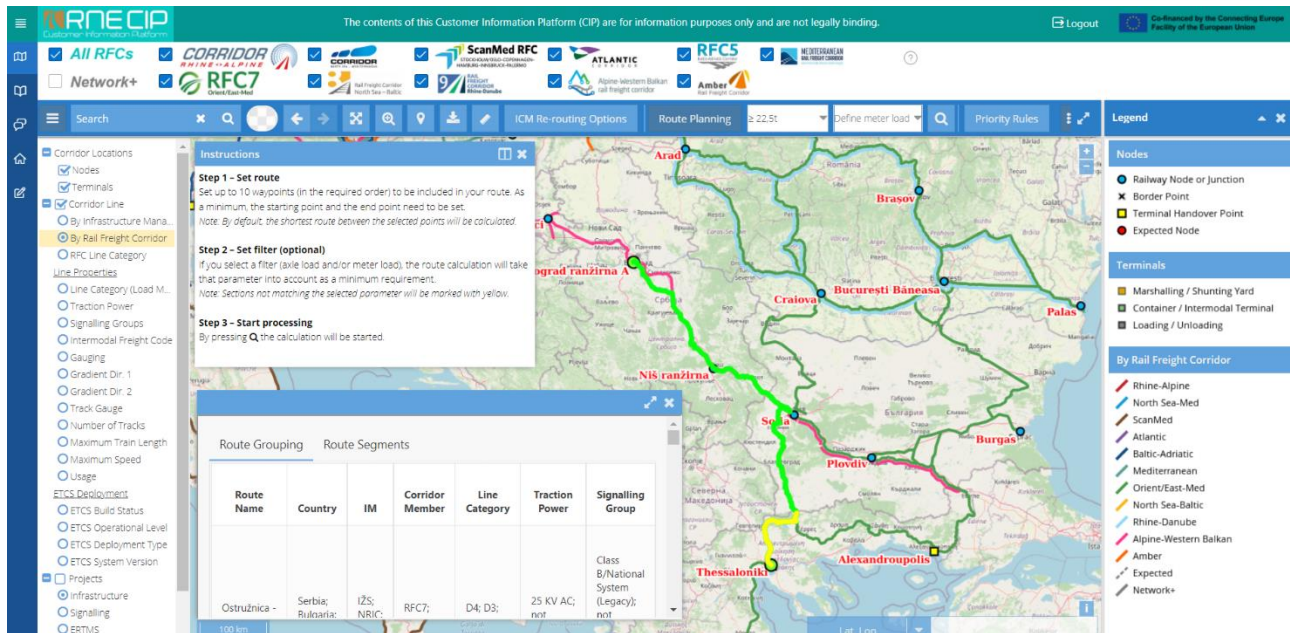 RNECIP
Customer Information Platform
The contents of this Customer Information Platform (CIP) are for information purposes only and are not legally binding.
Logout
Co-financed by the Connecting Europe
Facility of the European Union
All RFCs
CORRIDOR
RHINE-ALPINE
CORRIDOR
ScanMed RFC
ATLANTIC
CORRIDOR
RFC5
MEDITERRANEAN
RAIL FREIGHT CORRIDOR
?
Network+
RFC7
Orient/East-Med
Rail Freight Corridor
North Sea – Baltic
RAIL
FREIGHT
CORRIDOR
Rhine-Danube
Alpine-Western Balkan
rail freight corridor
Amber
Rail Freight Corridor
Search
ICM Re-routing Options
Route Planning
≥ 22,5t
Define meter load
Priority Rules
Legend
Corridor Locations
Nodes
Terminals
Corridor Line
By Infrastructure Mana...
By Rail Freight Corridor
RFC Line Category
Line Properties
Line Category (Load M...
Traction Power
Signalling Groups
Intermodal Freight Code
Gauging
Gradient Dir. 1
Gradient Dir. 2
Track Gauge
Number of Tracks
Maximum Train Length
Maximum Speed
Usage
ETCS Deployment
ETCS Build Status
ETCS Operational Level
ETCS Deployment Type
ETCS System Version
Projects
Infrastructure
Signalling
ERTMS
Instructions
Step 1 – Set route
Set up to 10 waypoints (in the required order) to be included in your route. As
a minimum, the starting point and the end point need to be set.
Note: By default, the shortest route between the selected points will be calculated.
Step 2 – Set filter (optional)
If you select a filter (axle load and/or meter load), the route calculation will take
that parameter into account as a minimum requirement.
Note: Sections not matching the selected parameter will be marked with yellow.
Step 3 – Start processing
By pressing the calculation will be started.
Arad
România
Brașov
ci
Нови Сад
ograd ranžirna A
București Băneasa
Craiova
Palas
Niš ranžirna
Плевен
Варна
България
Burgas
Plovdiv
Северна
Македонија
Alexandroupolis
Thessaloniki
Route Grouping
Route Segments
Route
Name
Country
IM
Corridor
Member
Line
Category
Traction
Power
Signalling
Group
Ostružnica -
Serbia;
Bulgaria;
IŽS;
NRIC;
RFC7;
D4; D3;
25 KV AC;
not
Class
B/National
System
(Legacy);
not
100 km
Lat, Lon
Nodes
Railway Node or Junction
Border Point
Terminal Handover Point
Expected Node
Terminals
Marshalling / Shunting Yard
Container / Intermodal Terminal
Loading / Unloading
By Rail Freight Corridor
Rhine-Alpine
North Sea-Med
ScanMed
Atlantic
Baltic-Adriatic
Mediterranean
Orient/East-Med
North Sea-Baltic
Rhine-Danube
Alpine-Western Balkan
Amber
Expected
Network+